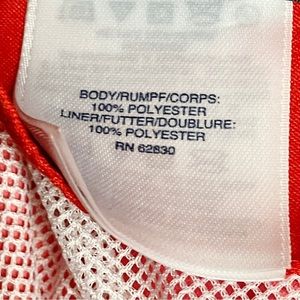 BODY/RUMPF/CORPS:
100% POLYESTER
LINER/FUTTER/DOUBLURE:
100% POLYESTER
RN 62830